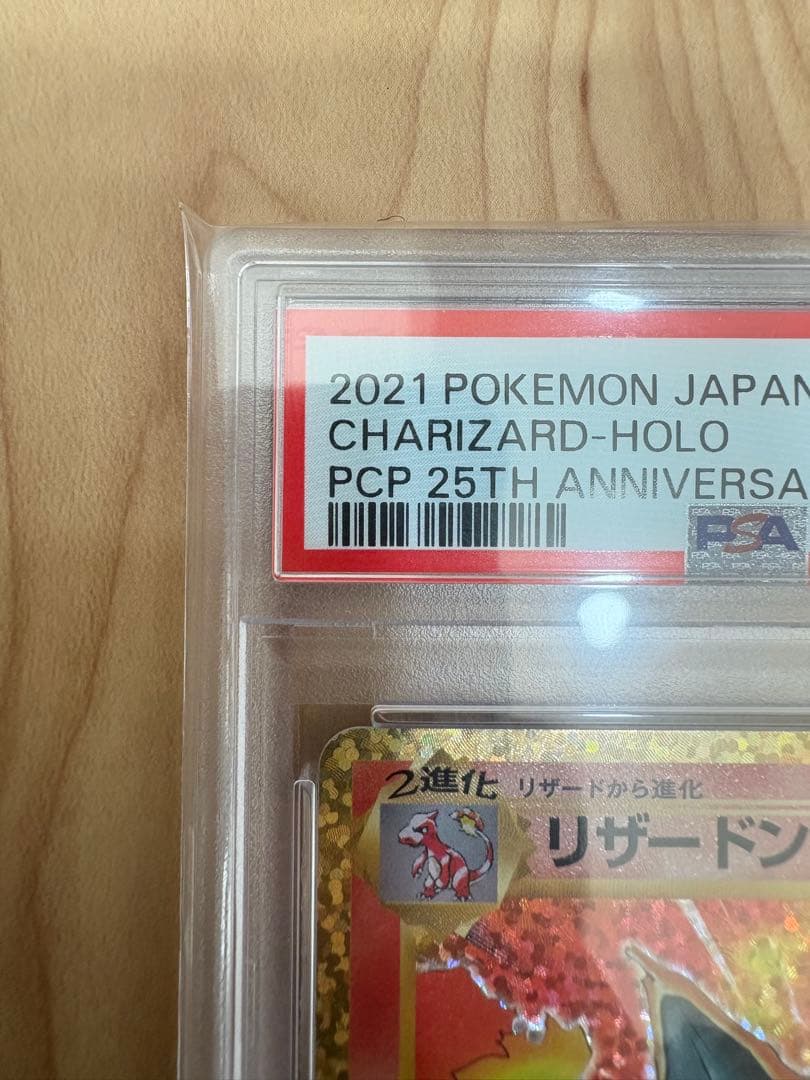 2021 POKEMON JAPAN
CHARIZARD-HOLO
PCP 25TH ANNIVERSA
PSA
2進化 リザードから進化
リザードン